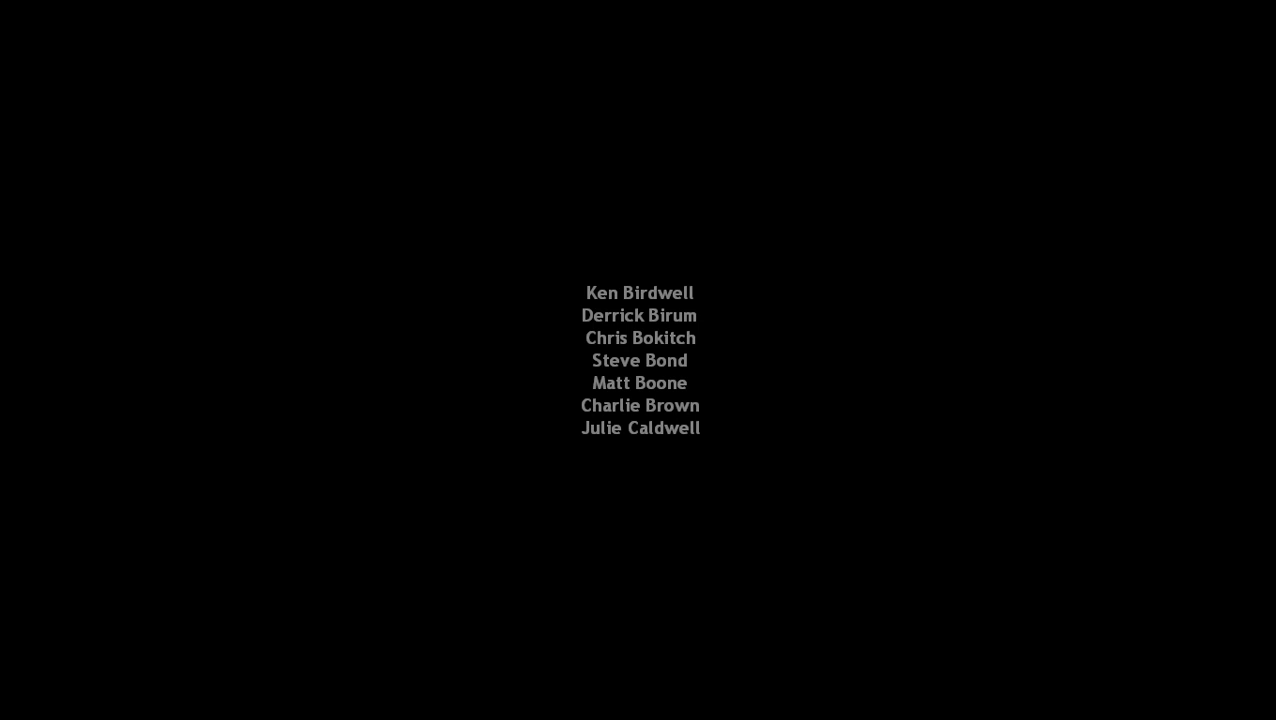 Ken Birdwell
Derrick Birum
Chris Bokitch
Steve Bond
Matt Boone
Charlie Brown
Julie Caldwell